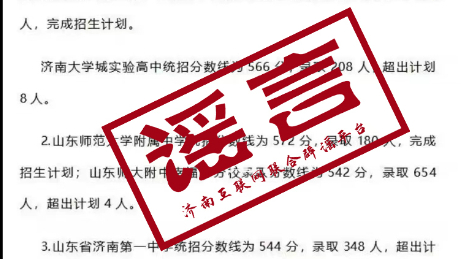 人，完成招生计划。
济南大学城实验高中统招分数线为 566 分，录取 208 人，超出计划
8 人。
2.山东师范大学附属中学统招分数线为 572 分，录取 180 人，完成
招生计划；山东师大附中幸福 分校 分数线为 542 分，录取 654
人，超出计划 4 人。
3.山东省济南第一中学统招分数线为 544 分，录取 348 人，超出计
谣言
济南互联网联合辟谣平台